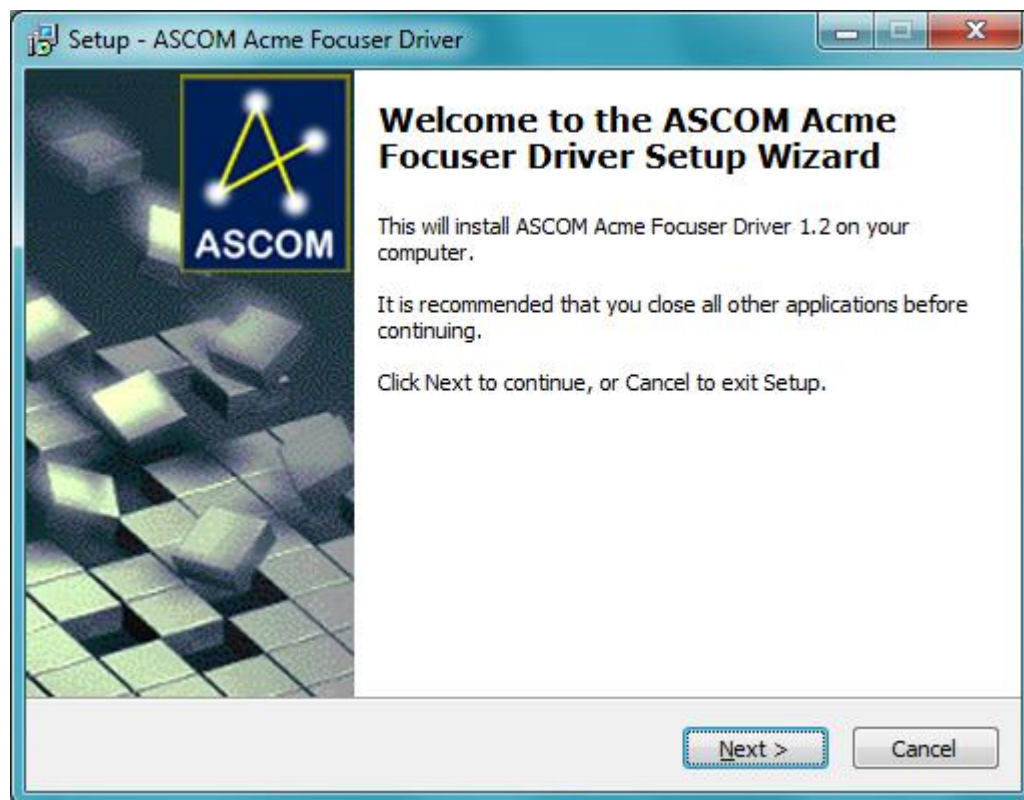 Setup - ASCOM Acme Focuser Driver
ASCOM
Welcome to the ASCOM Acme
Focuser Driver Setup Wizard
This will install ASCOM Acme Focuser Driver 1.2 on your
computer.
It is recommended that you close all other applications before
continuing.
Click Next to continue, or Cancel to exit Setup.
Next >
Cancel